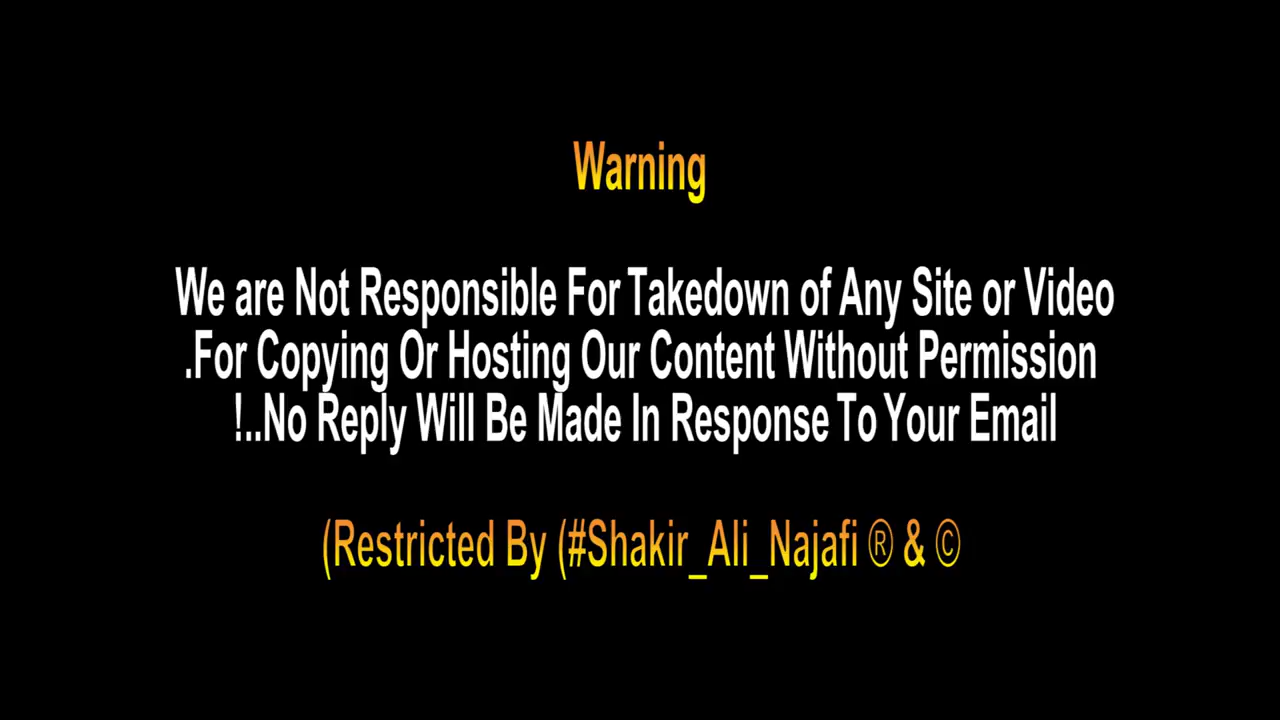 Warning
We are Not Responsible For Takedown of Any Site or Video
.For Copying Or Hosting Our Content Without Permission
!..No Reply Will Be Made In Response To Your Email
(Restricted By (#Shakir_Ali_Najafi ® & ©